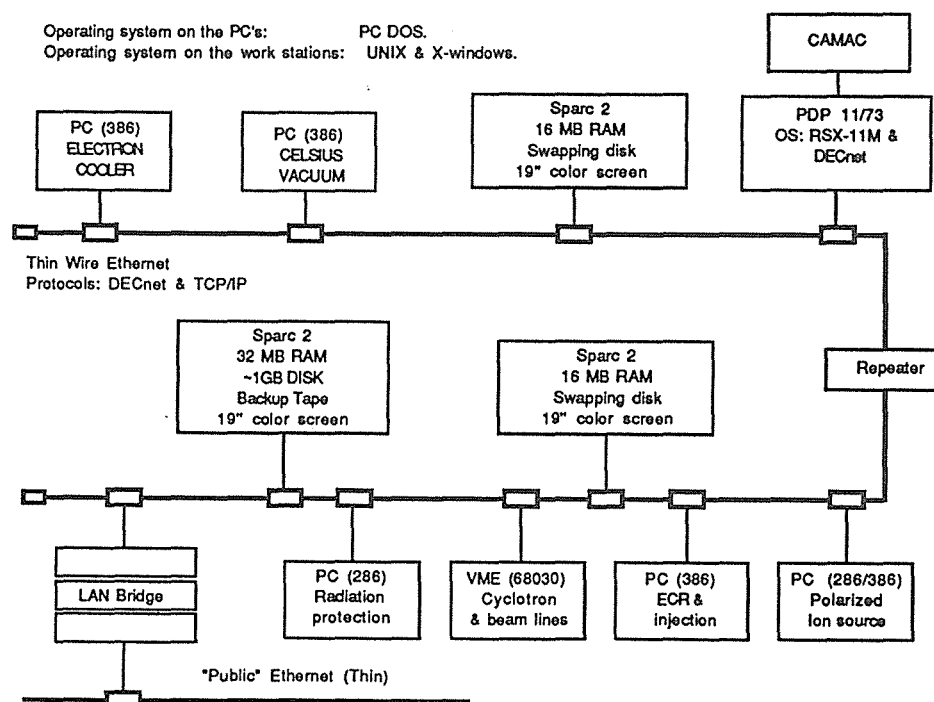 Operating system on the PC's: PC DOS.
Operating system on the work stations: UNIX & X-windows.
CAMAC
PC (386)
ELECTRON
COOLER
PC (386)
CELSIUS
VACUUM
Sparc 2
16 MB RAM
Swapping disk
19" color screen
PDP 11/73
OS: RSX-11M &
DECnet
Thin Wire Ethernet
Protocols: DECnet & TCP/IP
Sparc 2
32 MB RAM
~1GB DISK
Backup Tape
19" color screen
Sparc 2
16 MB RAM
Swapping disk
19" color screen
Repeater
LAN Bridge
PC (286)
Radiation
protection
VME (68030)
Cyclotron
& beam lines
PC (386)
ECR &
injection
PC (286/386)
Polarized
Ion source
"Public" Ethernet (Thin)